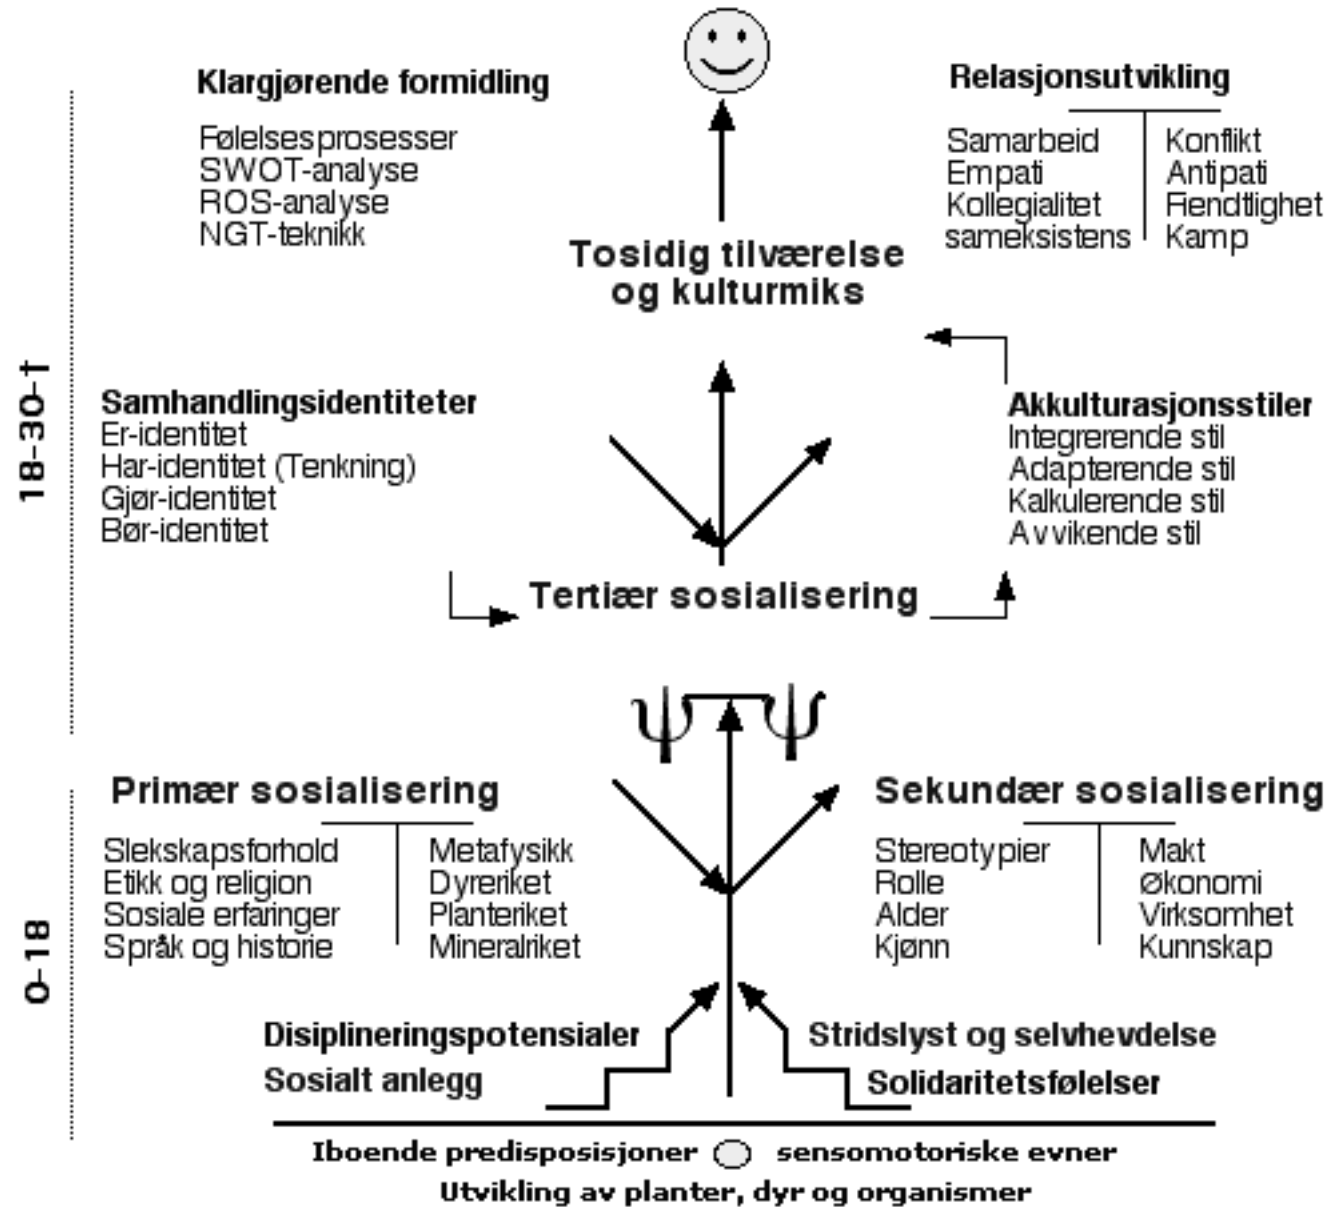 Klargjørende formidling
Følelsesprosesser
SWOT-analyse
ROS-analyse
NGT-teknikk
Relasjonsutvikling
Samarbeid
Empati
Kollegialitet
sameksistens
Konflikt
Antipati
Fiendtlighet
Kamp
Tosidig tilværelse
og kulturmiks
18-30-†
Samhandlingsidentiteter
Er-identitet
Har-identitet (Tenkning)
Gjør-identitet
Bør-identitet
Akkulturasjonsstiler
Integrerende stil
Adapterende stil
Kalkulerende stil
Avvikende stil
Tertiær sosialisering
Ψ Ψ
0-18
Primær sosialisering
Slekskapsforhold
Etikk og religion
Sosiale erfaringer
Språk og historie
Metafysikk
Dyreriket
Planteriket
Mineralriket
Sekundær sosialisering
Stereotypier
Rolle
Alder
Kjønn
Makt
Økonomi
Virksomhet
Kunnskap
Disiplineringspotensialer
Sosialt anlegg
Stridslyst og selvhevdelse
Solidaritetsfølelser
Iboende predisposisjoner sensomotoriske evner
Utvikling av planter, dyr og organismer